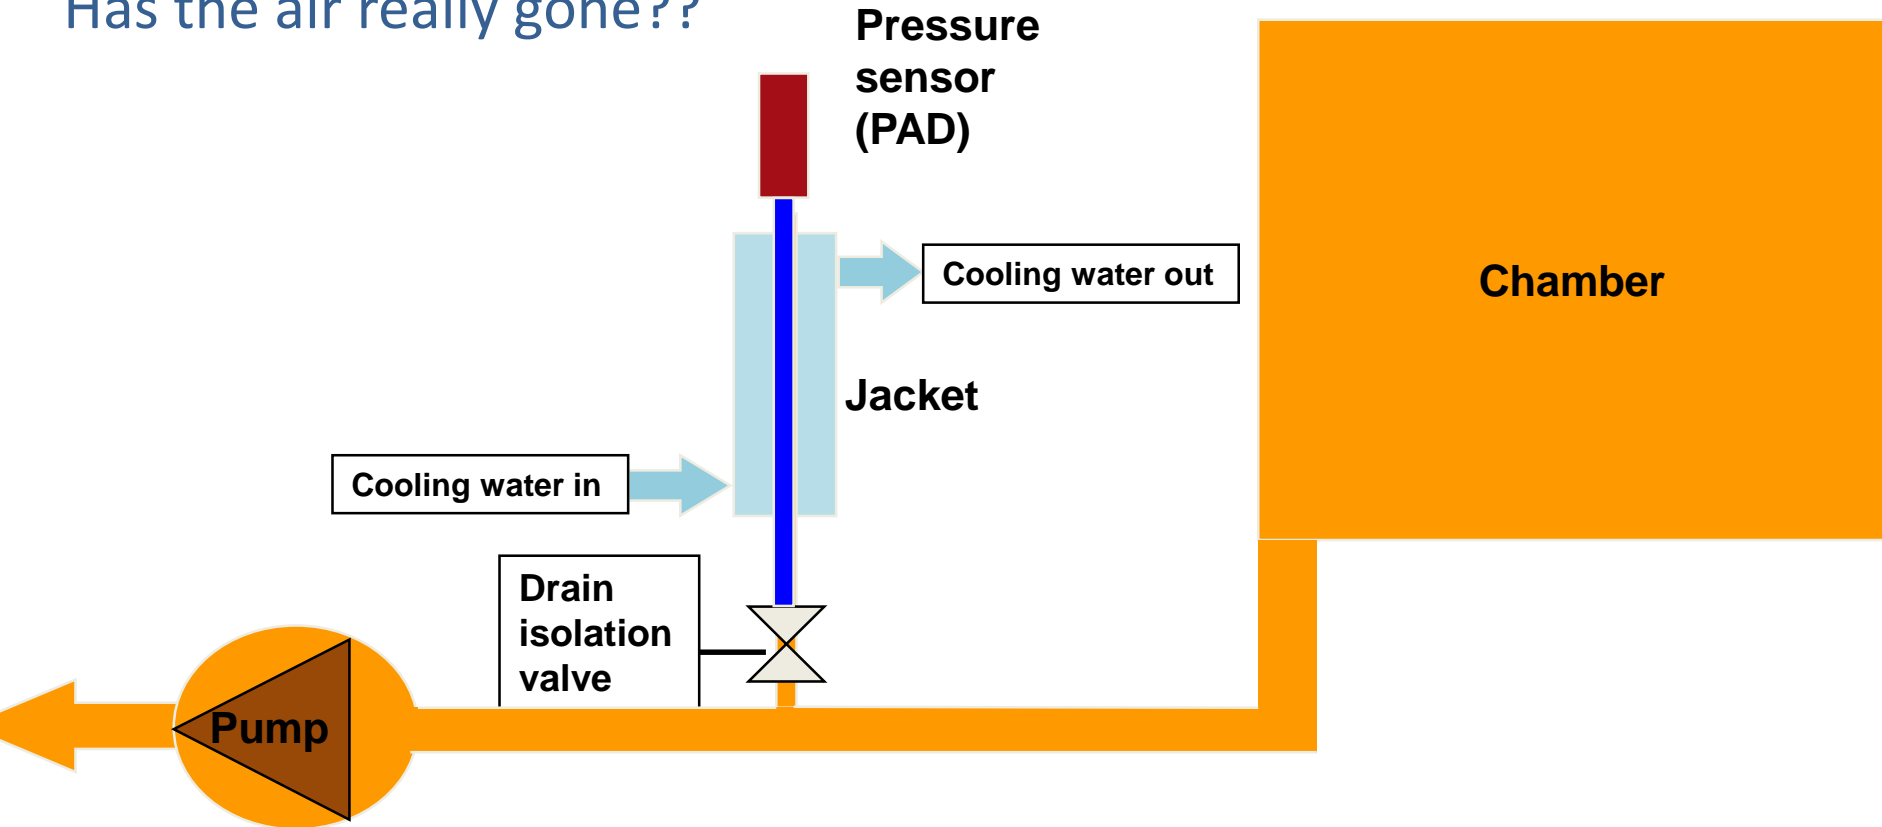 Has the air really gone??
Pressure
sensor
(PAD)
Cooling water out
Chamber
Jacket
Cooling water in
Drain
isolation
valve
Pump